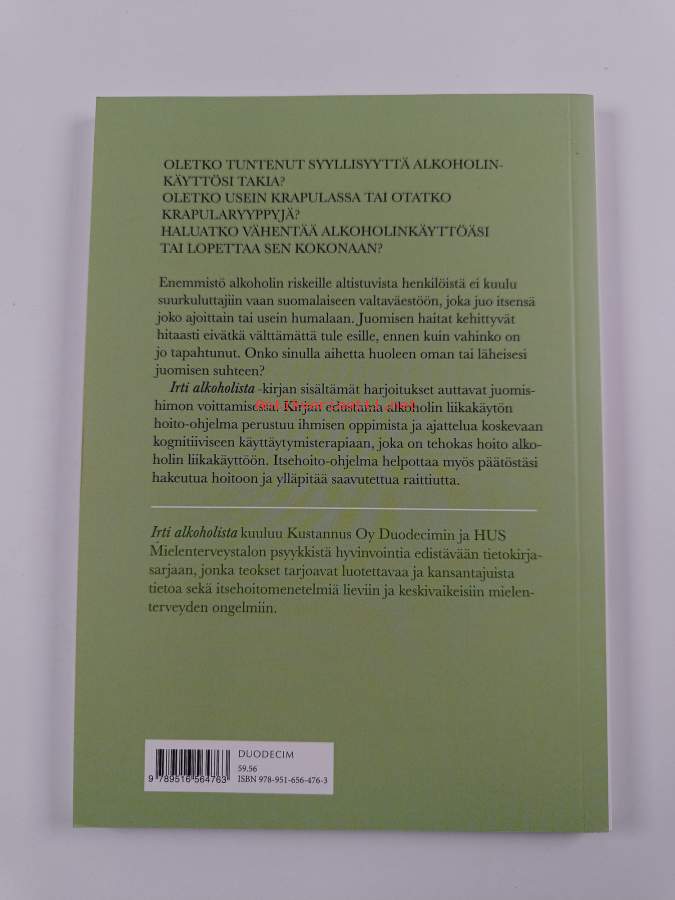 OLETKO TUNTENUT SYYLLISYYTTÄ ALKOHOLIN-
KÄYTTÖSI TAKIA?
OLETKO USEIN KRAPULASSA TAI OTATKO
KRAPULARYYPPYJÄ?
HALUATKO VÄHENTÄÄ ALKOHOLINKÄYTTÖÄSI
TAI LOPETTAA SEN KOKONAAN?
Enemmistö alkoholin riskeille altistuvista henkilöistä ei kuulu
suurkuluttajiin vaan suomalaiseen valtaväestöön, joka juo itsensä
joko ajoittain tai usein humalaan. Juomisen haitat kehittyvät
hitaasti eivätkä välttämättä tule esille, ennen kuin vahinko on
jo tapahtunut. Onko sinulla aihetta huoleen oman tai läheisesi
juomisen suhteen?
Irti alkoholista -kirjan sisältämät harjoitukset auttavat juomis-
himon voittamisessa. Kirjan edustama alkoholin liikakäytön
hoito-ohjelma perustuu ihmisen oppimista ja ajattelua koskevaan
kognitiiviseen käyttäytymisterapiaan, joka on tehokas hoito alko-
holin liikakäyttöön. Itsehoito-ohjelma helpottaa myös päätöstäsi
hakeutua hoitoon ja ylläpitää saavutettua raittiutta.
Irti alkoholista kuuluu Kustannus Oy Duodecimin ja HUS
Mielenterveystalon psyykkistä hyvinvointia edistävään tietokirja-
sarjaan, jonka teokset tarjoavat luotettavaa ja kansantajuista
tietoa sekä itsehoitomenetelmiä lieviin ja keskivaikeisiin mielen-
terveyden ongelmiin.
DUODECIM
59.56
ISBN 978-951-656-476-3
9 789516 564763